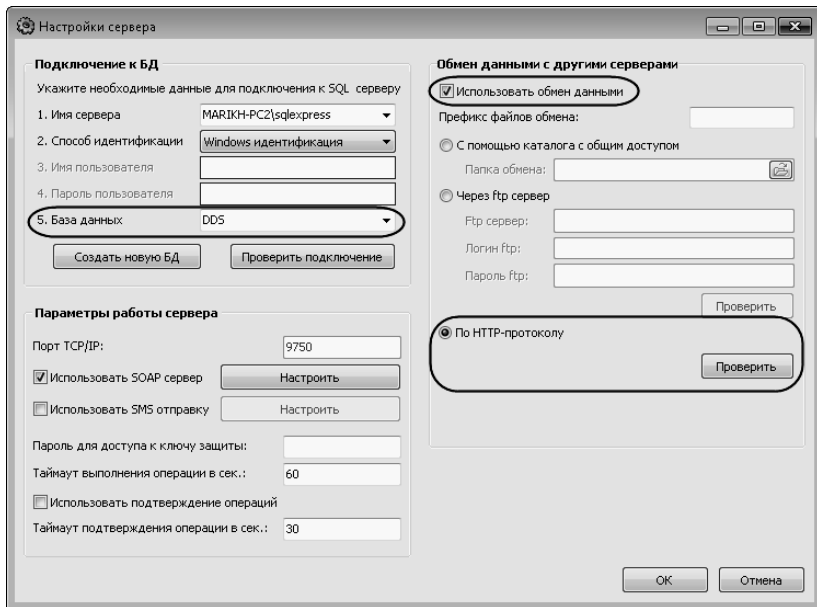 Настройки сервера
Подключение к БД
Укажите необходимые данные для подключения к SQL серверу
1. Имя сервера MARIKH-PC2\sqlexpress
2. Способ идентификации Windows идентификация
3. Имя пользователя
4. Пароль пользователя
5. База данных DDS
Создать новую БД Проверить подключение
Параметры работы сервера
Порт TCP/IP: 9750
Использовать SOAP сервер Настроить
Использовать SMS отправку Настроить
Пароль для доступа к ключу защиты:
Таймаут выполнения операции в сек.: 60
Использовать подтверждение операций
Таймаут подтверждения операции в сек.: 30
Обмен данными с другими серверами
Использовать обмен данными
Префикс файлов обмена:
С помощью каталога с общим доступом
Папка обмена:
Через ftp сервер
Ftp сервер:
Логин ftp:
Пароль ftp:
Проверить
По HTTP-протоколу
Проверить
ОК Отмена